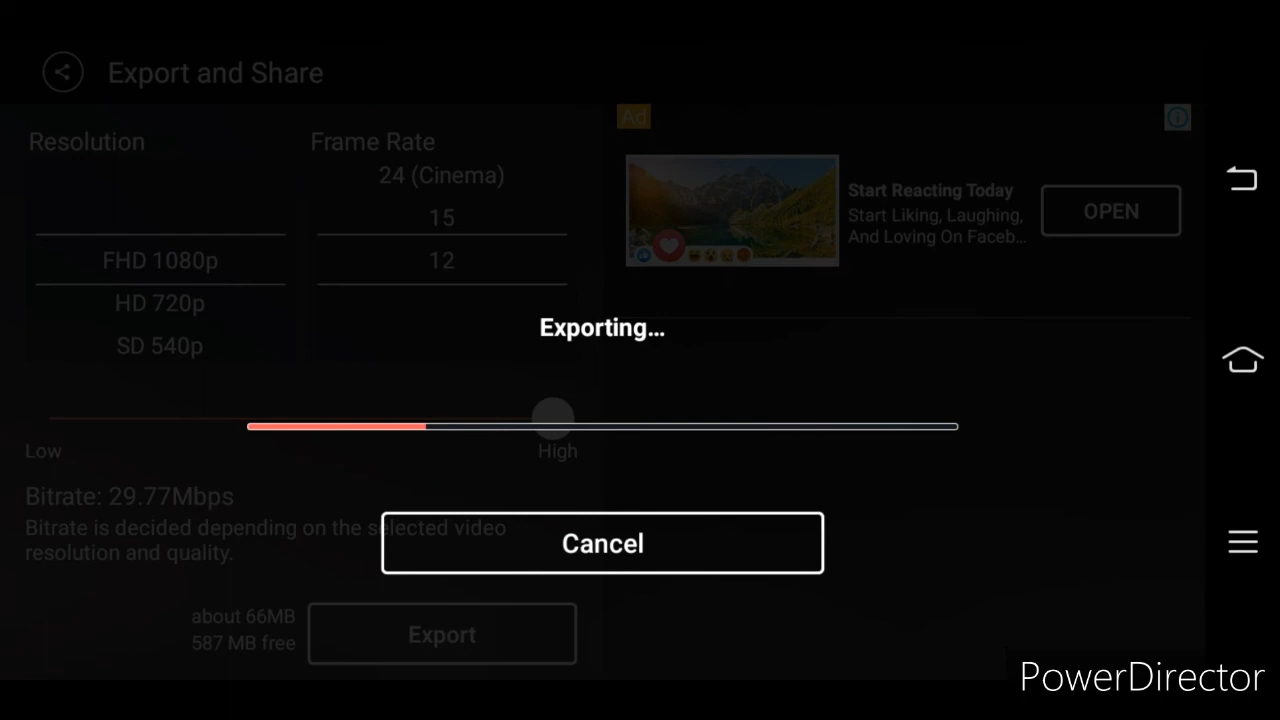 Export and Share
Resolution
FHD 1080p
HD 720p
SD 540p
Frame Rate
24 (Cinema)
15
12
Ad
Start Reacting Today
Start Liking, Laughing,
And Loving On Faceb...
OPEN
Exporting...
Low
High
Bitrate: 29.77Mbps
Bitrate is decided depending on the selected video
resolution and quality.
Cancel
about 66MB
587 MB free
Export
PowerDirector